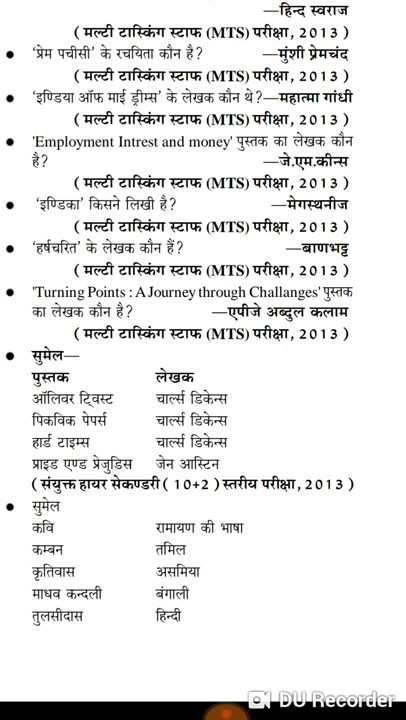 —हिन्द स्वराज
( मल्टी टास्किंग स्टाफ (MTS) परीक्षा, 2013 )
● 'प्रेम पचीसी' के रचयिता कौन है? —मुंशी प्रेमचंद
( मल्टी टास्किंग स्टाफ (MTS) परीक्षा, 2013 )
● 'इण्डिया ऑफ माई ड्रीम्स' के लेखक कौन थे?—महात्मा गांधी
( मल्टी टास्किंग स्टाफ (MTS) परीक्षा, 2013 )
● 'Employment Intrest and money' पुस्तक का लेखक कौन
है? —जे.एम.कीन्स
( मल्टी टास्किंग स्टाफ (MTS) परीक्षा, 2013 )
● 'इण्डिका' किसने लिखी है? —मेगस्थनीज
( मल्टी टास्किंग स्टाफ (MTS) परीक्षा, 2013 )
● 'हर्षचरित' के लेखक कौन हैं? —बाणभट्ट
( मल्टी टास्किंग स्टाफ (MTS) परीक्षा, 2013 )
● 'Turning Points : A Journey through Challanges' पुस्तक
का लेखक कौन है? —एपीजे अब्दुल कलाम
( मल्टी टास्किंग स्टाफ (MTS) परीक्षा, 2013 )
● सुमेल—
पुस्तक लेखक
ऑलिवर ट्विस्ट चार्ल्स डिकेन्स
पिकविक पेपर्स चार्ल्स डिकेन्स
हार्ड टाइम्स चार्ल्स डिकेन्स
प्राइड एण्ड प्रेजुडिस जेन आस्टिन
( संयुक्त हायर सेकण्डरी ( 10+2 ) स्तरीय परीक्षा, 2013 )
● सुमेल
कवि रामायण की भाषा
कम्बन तमिल
कृतिवास असमिया
माधव कन्दली बंगाली
तुलसीदास हिन्दी
DU Recorder